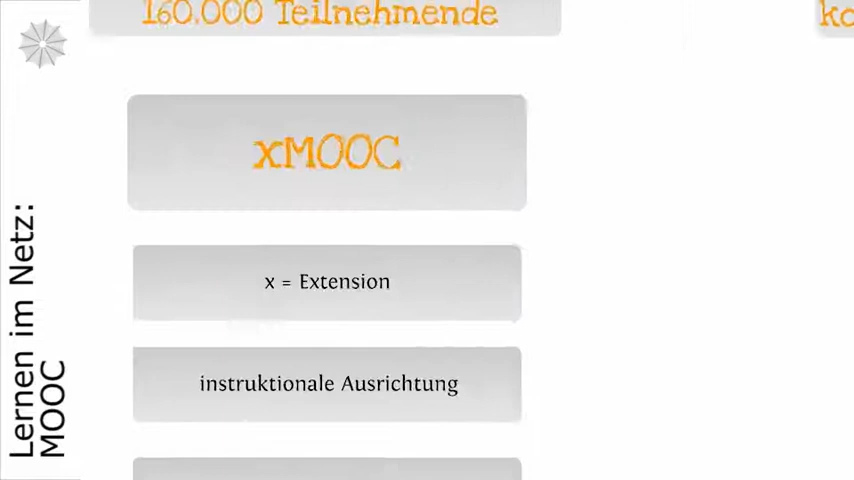 160.000 Teilnehmende
xMOOC
x = Extension
instruktionale Ausrichtung
Lernen im Netz:
MOOC